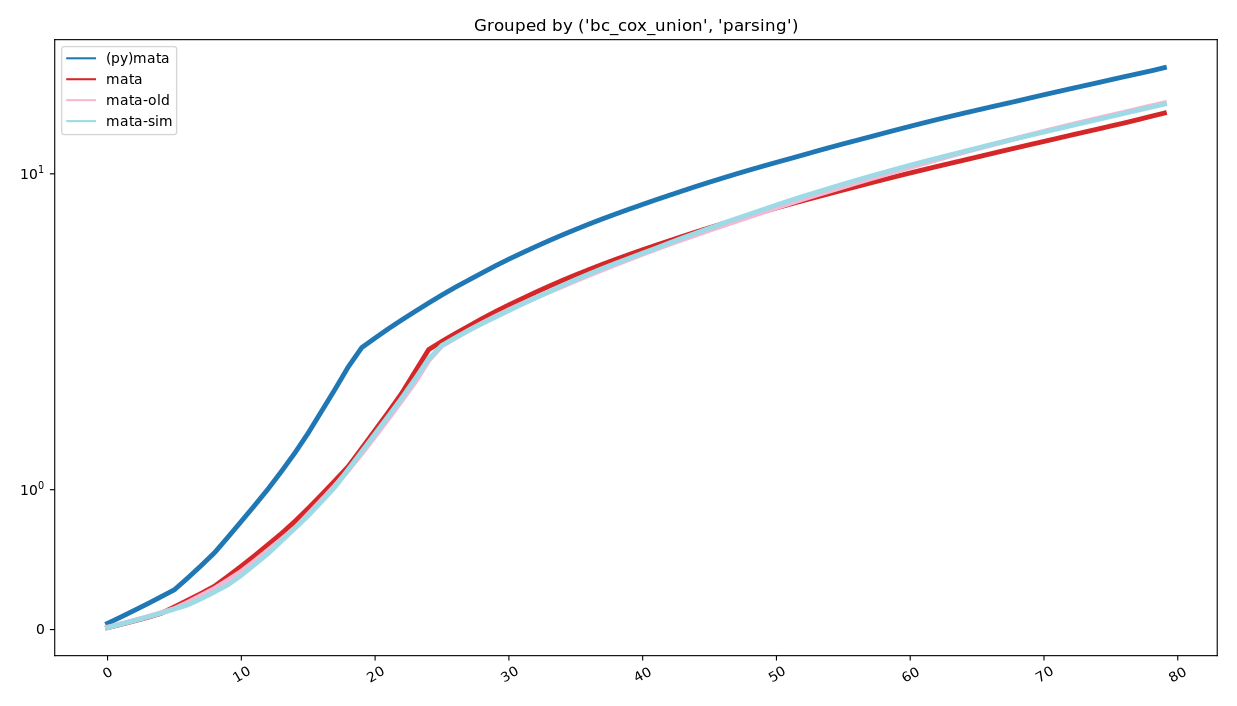 Grouped by ('bc_cox_union', 'parsing')
(py)mata
mata
mata-old
mata-sim
10¹
10⁰
0
0 10 20 30 40 50 60 70 80